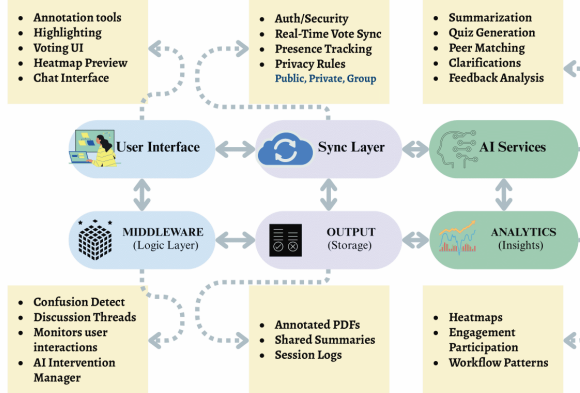 • Annotation tools
• Highlighting
• Voting UI
• Heatmap Preview
• Chat Interface
• Auth/Security
• Real-Time Vote Sync
• Presence Tracking
• Privacy Rules
Public, Private, Group
• Summarization
• Quiz Generation
• Peer Matching
• Clarifications
• Feedback Analysis
User Interface
Sync Layer
AI Services
MIDDLEWARE
(Logic Layer)
OUTPUT
(Storage)
ANALYTICS
(Insights)
• Confusion Detect
• Discussion Threads
• Monitors user
interactions
• AI Intervention
Manager
• Annotated PDFs
• Shared Summaries
• Session Logs
• Heatmaps
• Engagement
Participation
• Workflow Patterns